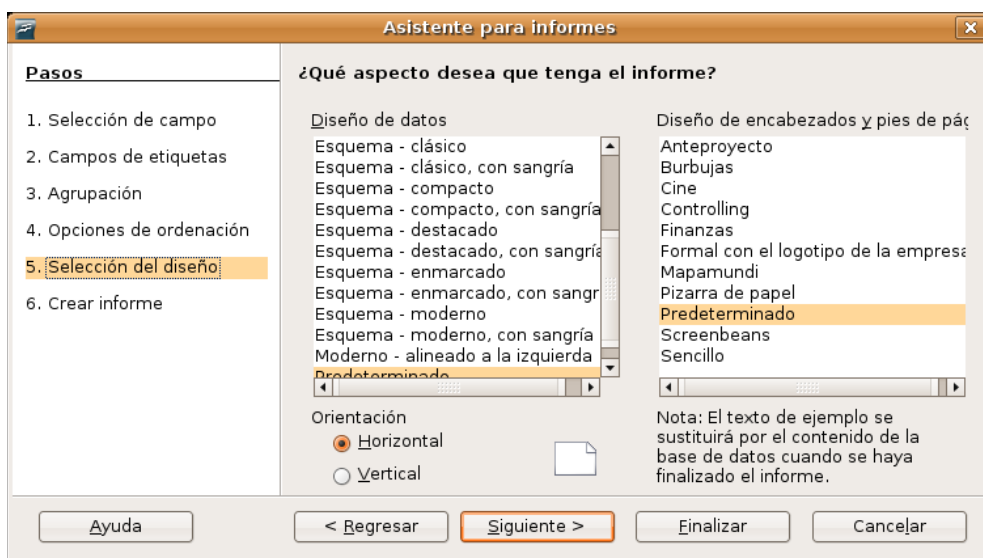 Asistente para informes
Pasos
1. Selección de campo
2. Campos de etiquetas
3. Agrupación
4. Opciones de ordenación
5. Selección del diseño
6. Crear informe
¿Qué aspecto desea que tenga el informe?
Diseño de datos
Esquema - clásico
Esquema - clásico, con sangría
Esquema - compacto
Esquema - compacto, con sangría
Esquema - destacado
Esquema - destacado, con sangría
Esquema - enmarcado
Esquema - enmarcado, con sangr
Esquema - moderno
Esquema - moderno, con sangría
Moderno - alineado a la izquierda
Predeterminado
Diseño de encabezados y pies de pág
Anteproyecto
Burbujas
Cine
Controlling
Finanzas
Formal con el logotipo de la empresa
Mapamundi
Pizarra de papel
Predeterminado
Screenbeans
Sencillo
Orientación
Horizontal
Vertical
Nota: El texto de ejemplo se
sustituirá por el contenido de la
base de datos cuando se haya
finalizado el informe.
Ayuda
< Regresar
Siguiente >
Finalizar
Cancelar